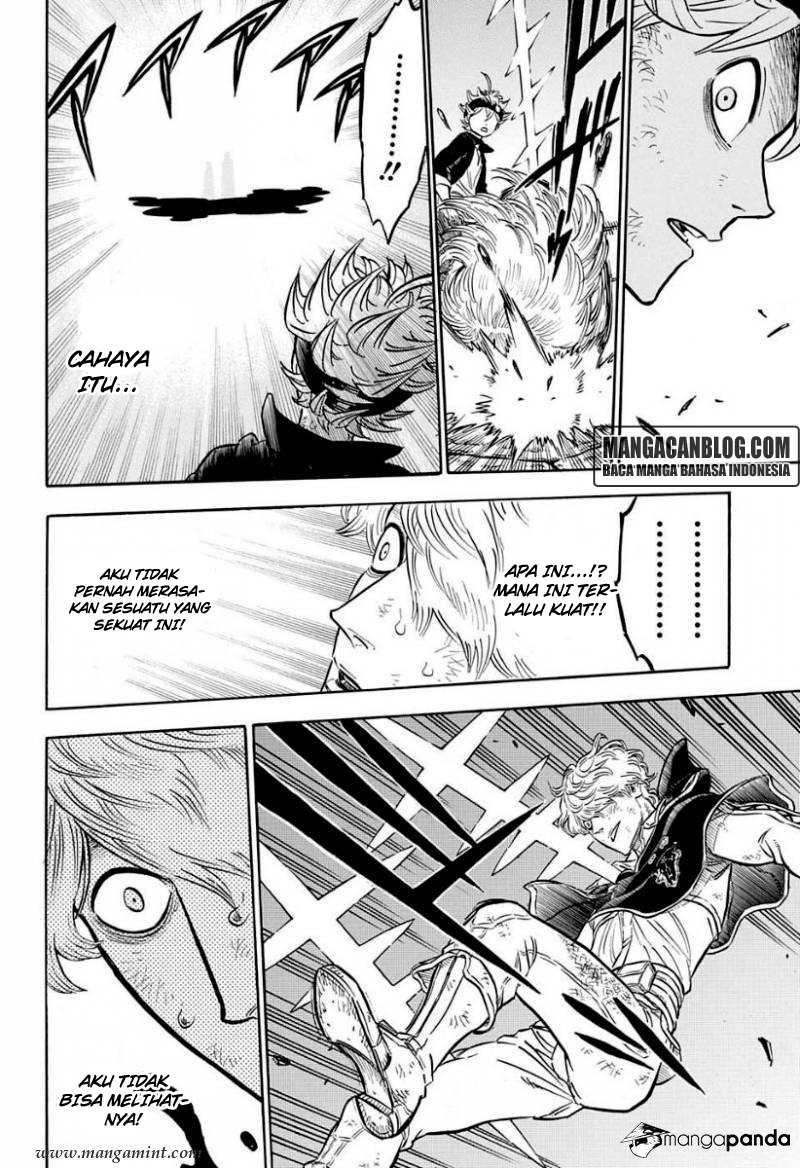 ..........!!
CAHAYA
ITU...
MANGACANBLOG.COM
BACA MANGA BAHASA INDONESIA
..........
APA INI...!?
MANA INI TER-
LALU KUAT!!
AKU TIDAK
PERNAH MERASA-
KAN SESUATU YANG
SEKUAT INI!
AKU TIDAK
BISA MELIHAT-
NYA!
www.mangamint.com
mangapanda